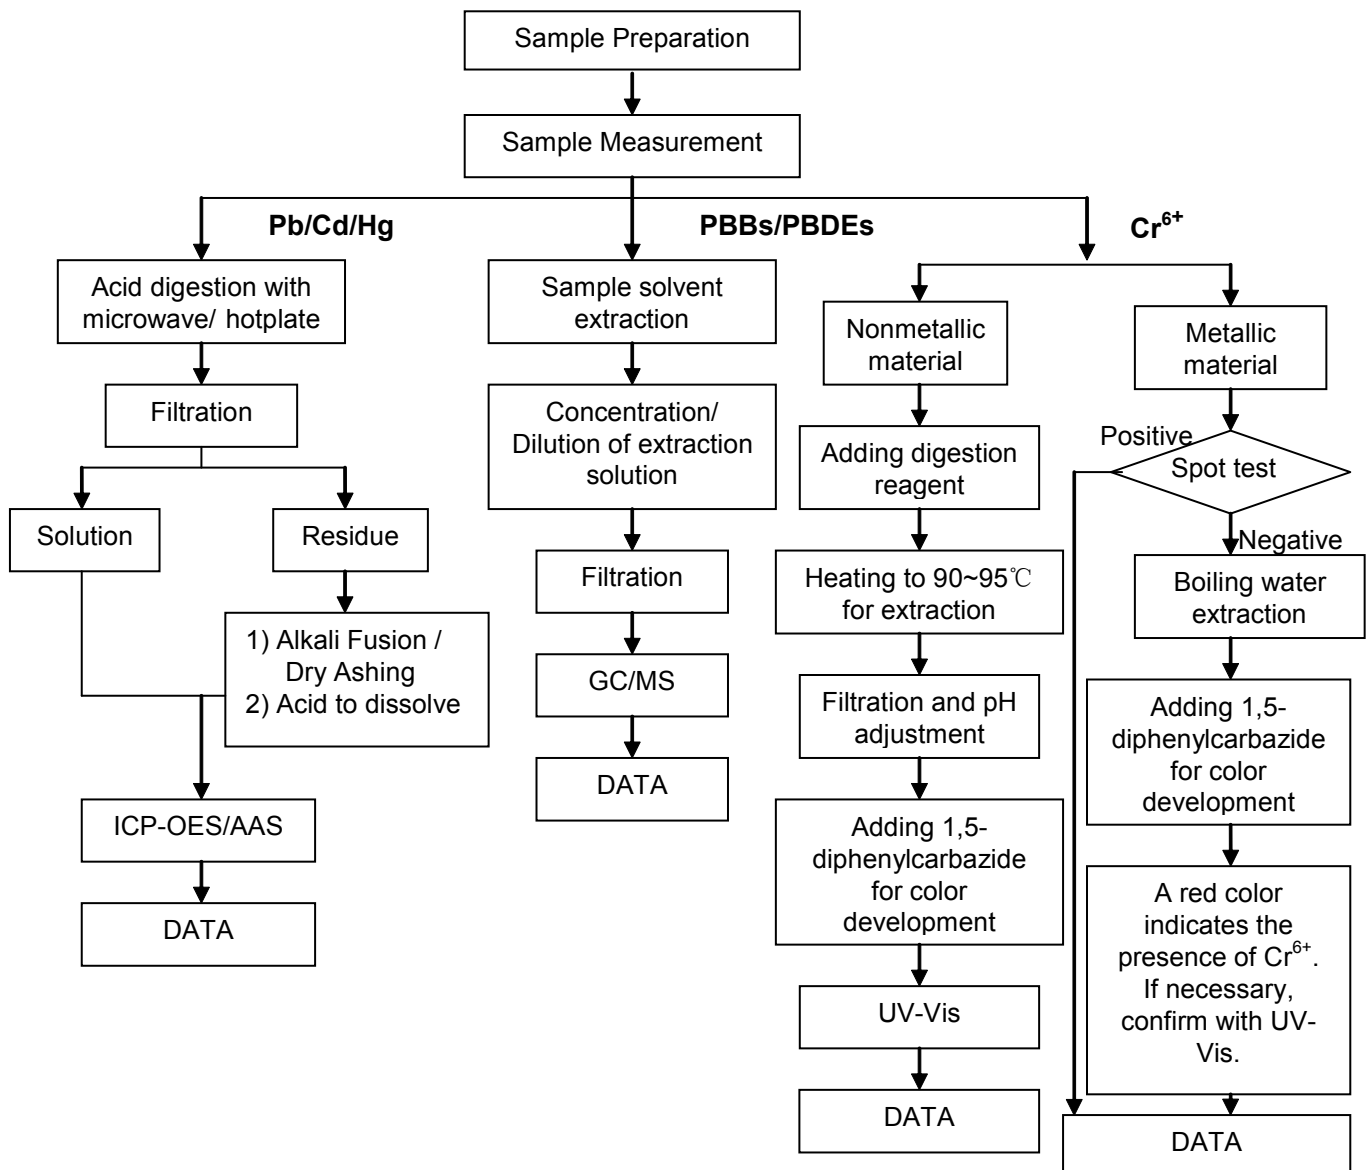 Sample Preparation
Sample Measurement
Pb/Cd/Hg
PBBs/PBDEs
Cr⁶⁺
Acid digestion with
microwave/ hotplate
Filtration
Solution
Residue
1) Alkali Fusion /
Dry Ashing
2) Acid to dissolve
ICP-OES/AAS
DATA
Sample solvent
extraction
Concentration/
Dilution of extraction
solution
Filtration
GC/MS
DATA
Nonmetallic
material
Adding digestion
reagent
Heating to 90~95℃
for extraction
Filtration and pH
adjustment
Adding 1,5-
diphenylcarbazide
for color
development
UV-Vis
DATA
Metallic
material
Positive
Spot test
Negative
Boiling water
extraction
Adding 1,5-
diphenylcarbazide
for color
development
A red color
indicates the
presence of Cr⁶⁺.
If necessary,
confirm with UV-
Vis.
DATA